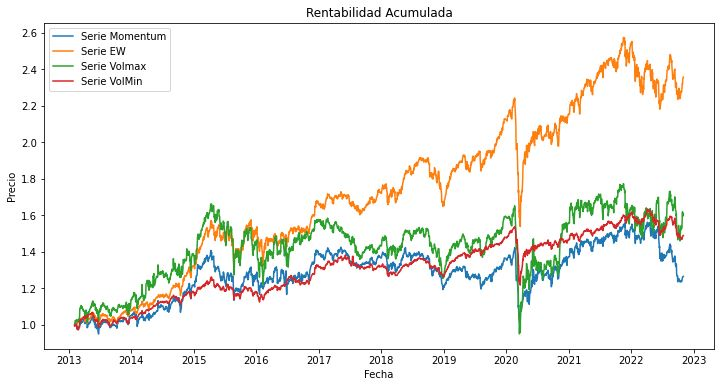 Rentabilidad Acumulada
Serie Momentum
Serie EW
Serie Volmax
Serie VolMin
Precio
2.6
2.4
2.2
2.0
1.8
1.6
1.4
1.2
1.0
2013 2014 2015 2016 2017 2018 2019 2020 2021 2022 2023
Fecha